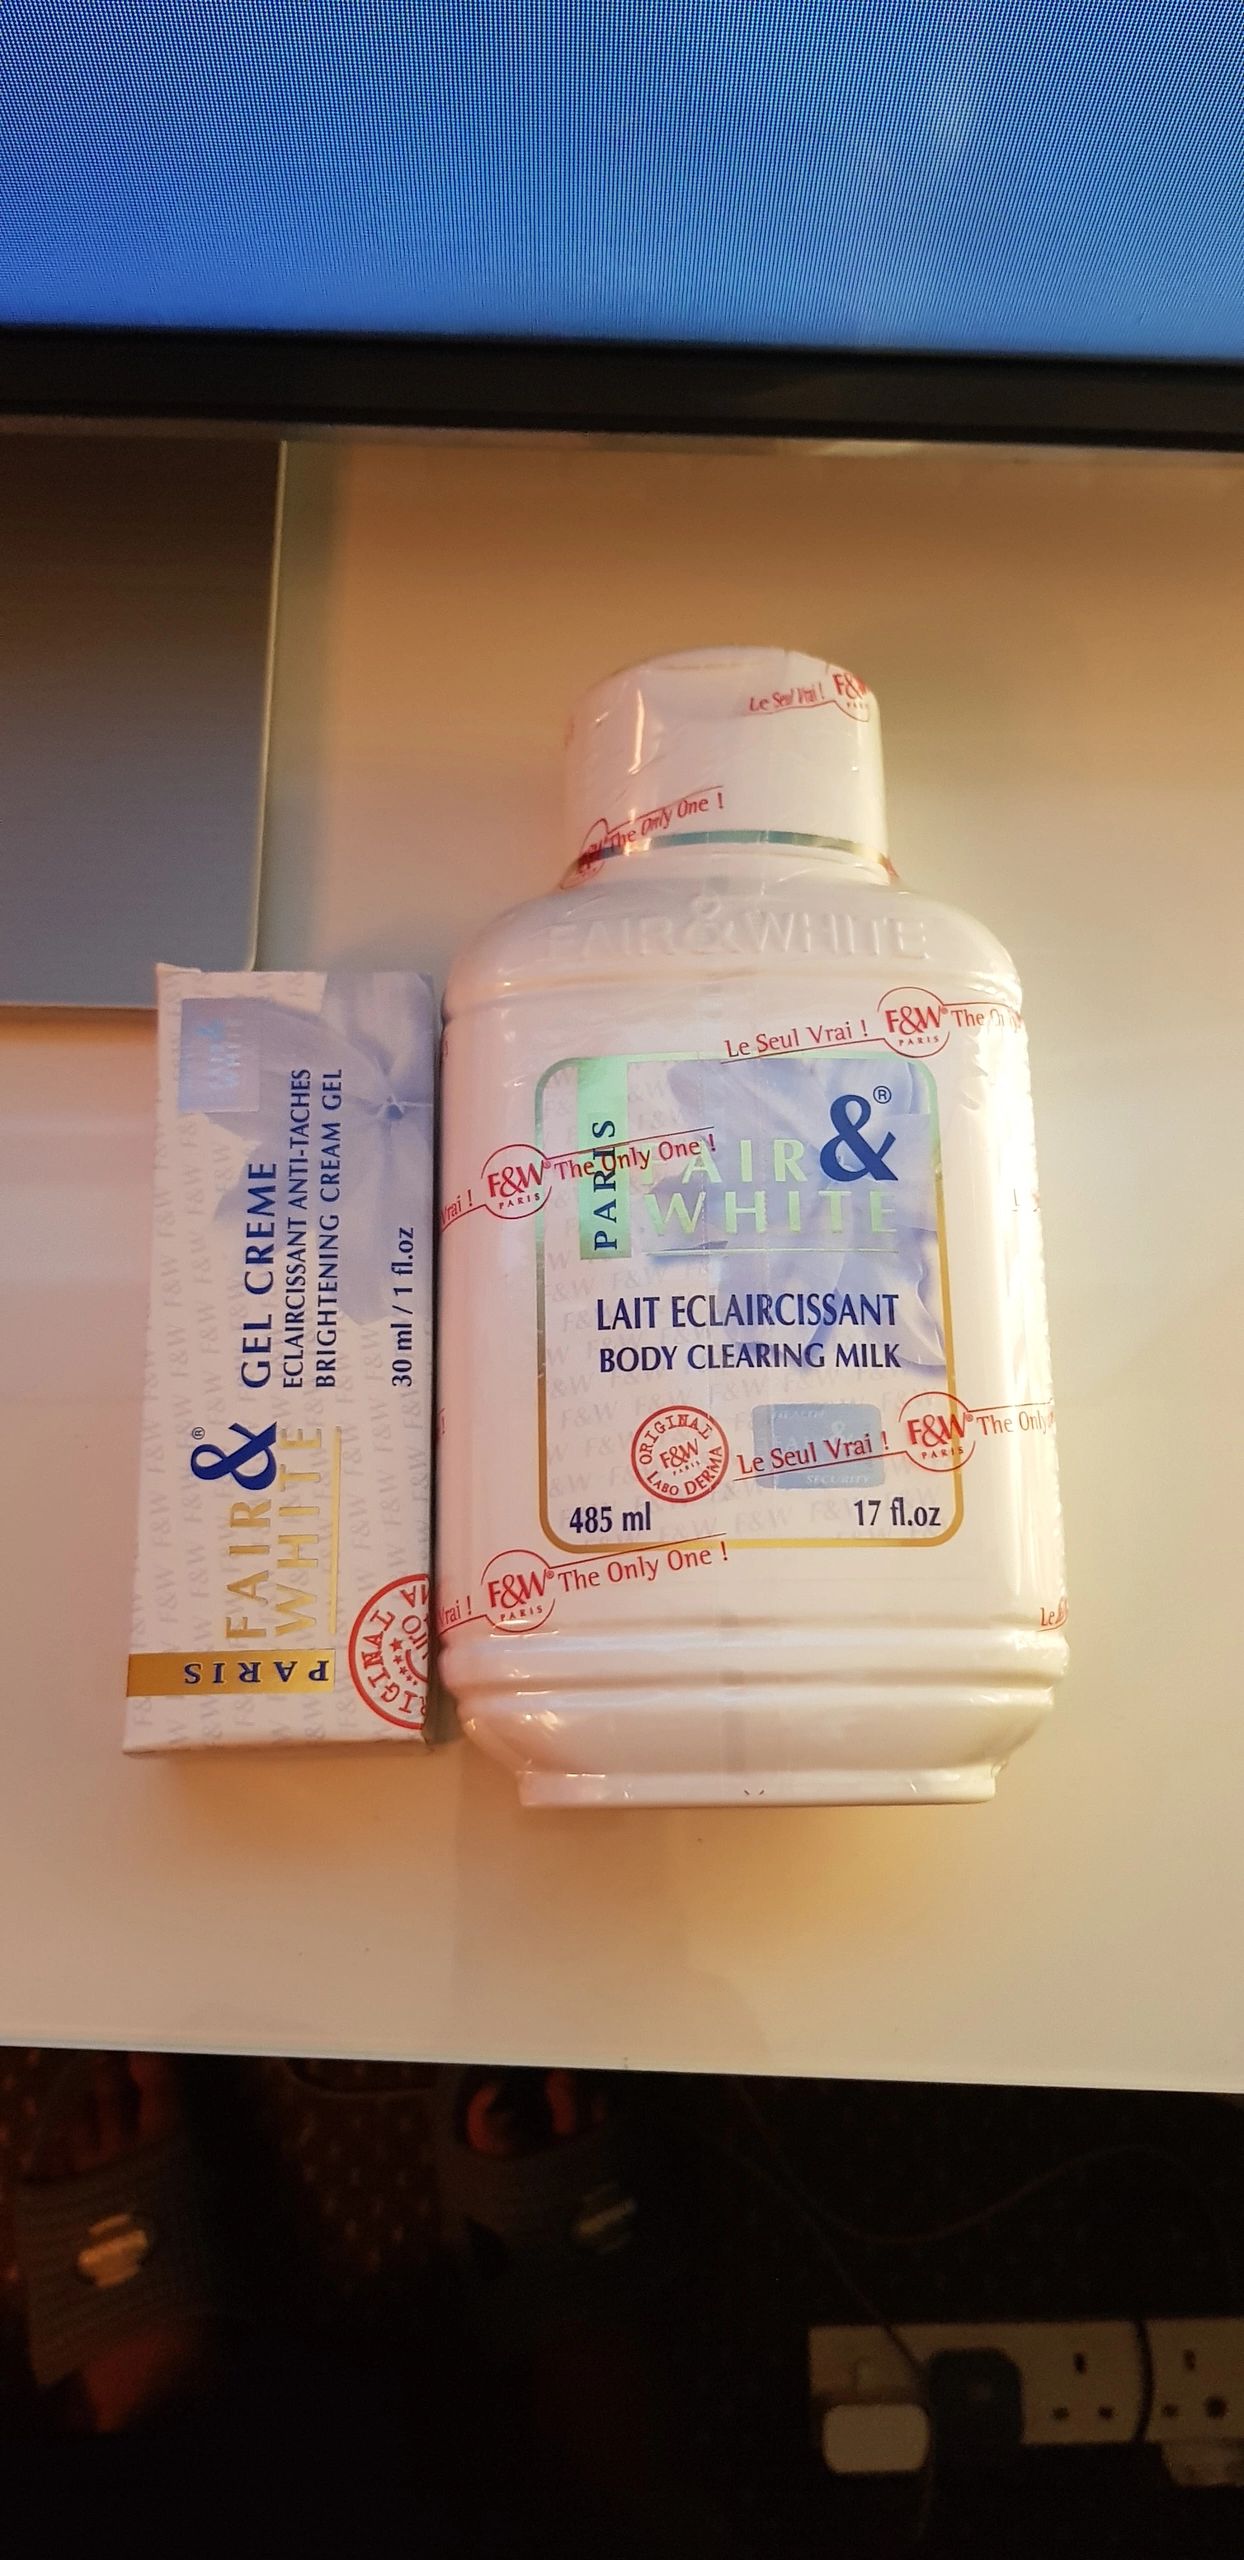 Le Seul Vrai ! F&W
PARIS
F&W The Only One !
FAIR&WHITE
Le Seul Vrai ! F&W® The
PARIS
F&W® The Only One !
PARIS
Vrai !
PARIS
FAIR &®
WHITE
LAIT ECLAIRCISSANT
BODY CLEARING MILK
ORIGINAL
F&W
PARIS
LABO DERMA
HEALTH
SECURITY
Le Seul Vrai ! F&W® The Only
PARIS
485 ml 17 fl.oz
Vrai ! F&W® The Only One !
PARIS
Le
PARIS
FAIR &®
WHITE
GEL CREME
ECLAIRCISSANT ANTI-TACHES
BRIGHTENING CREAM GEL
30 ml / 1 fl.oz